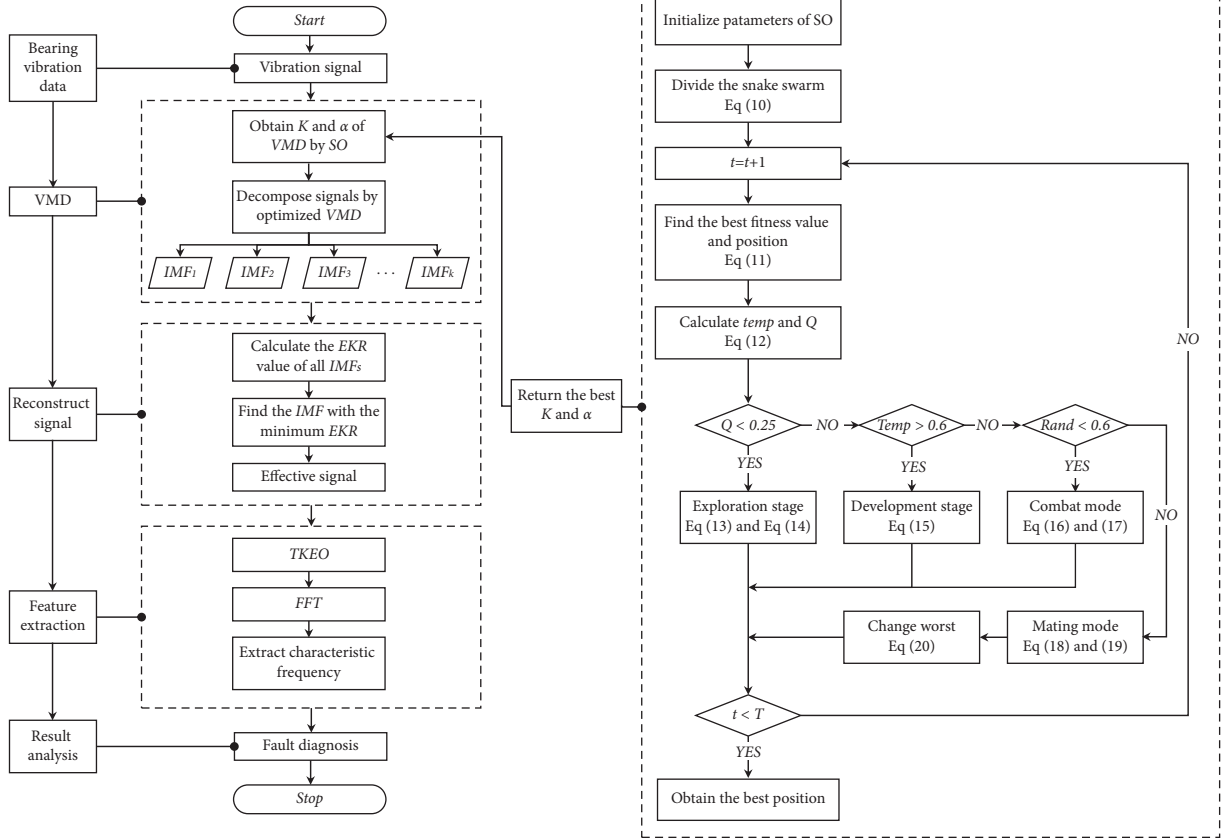 Start
Bearing
vibration
data
Vibration signal
VMD
Obtain K and α of
VMD by SO
Decompose signals by
optimized VMD
IMF1
IMF2
IMF3
···
IMFk
Reconstruct
signal
Calculate the EKR
value of all IMFs
Find the IMF with the
minimum EKR
Effective signal
Return the best
K and α
Feature
extraction
TKEO
FFT
Extract characteristic
frequency
Result
analysis
Fault diagnosis
Stop
Initialize patameters of SO
Divide the snake swarm
Eq (10)
t=t+1
Find the best fitness value
and position
Eq (11)
Calculate temp and Q
Eq (12)
NO
Q < 0.25
NO
Temp > 0.6
NO
Rand < 0.6
YES
YES
YES
NO
Exploration stage
Eq (13) and Eq (14)
Development stage
Eq (15)
Combat mode
Eq (16) and (17)
Change worst
Eq (20)
Mating mode
Eq (18) and (19)
t < T
YES
Obtain the best position